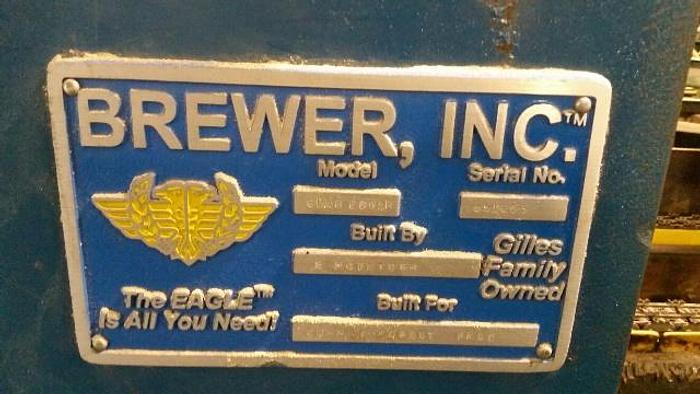 BREWER, INC.™
Model
Serial No.
Built By
Gilles
Family
Owned
The EAGLE™
Is All You Need!
Built For